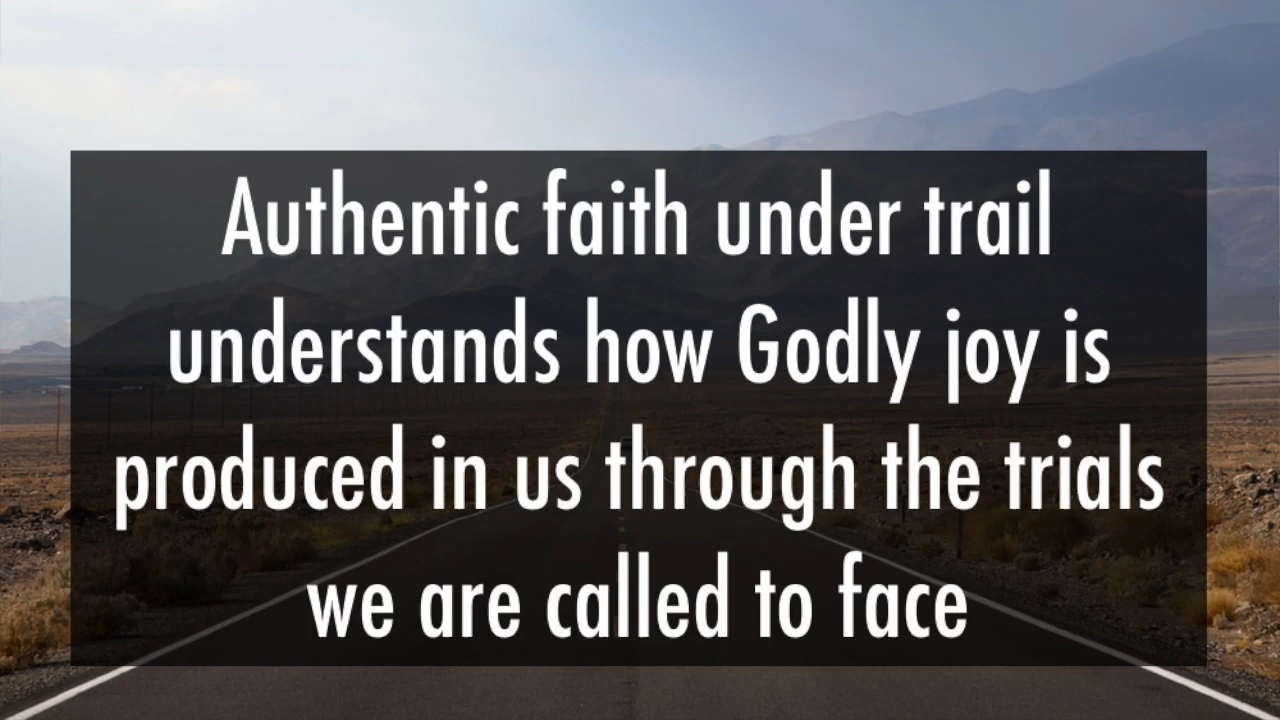 Authentic faith under trail
understands how Godly joy is
produced in us through the trials
we are called to face